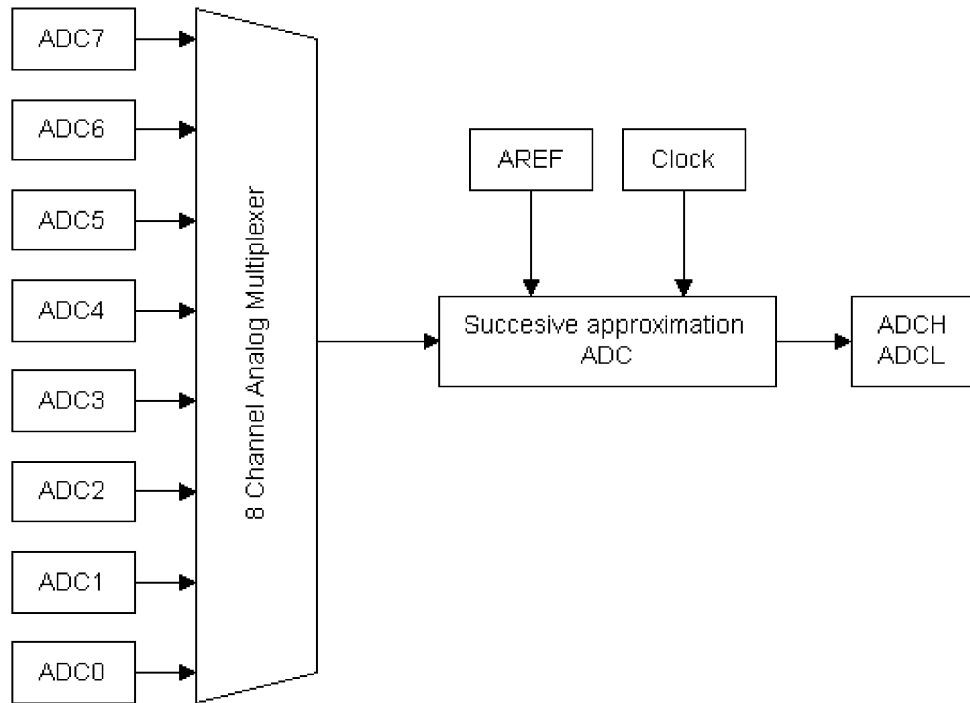 ADC7
ADC6
ADC5
ADC4
ADC3
ADC2
ADC1
ADC0
8 Channel Analog Multiplexer
AREF
Clock
Succesive approximation
ADC
ADCH
ADCL